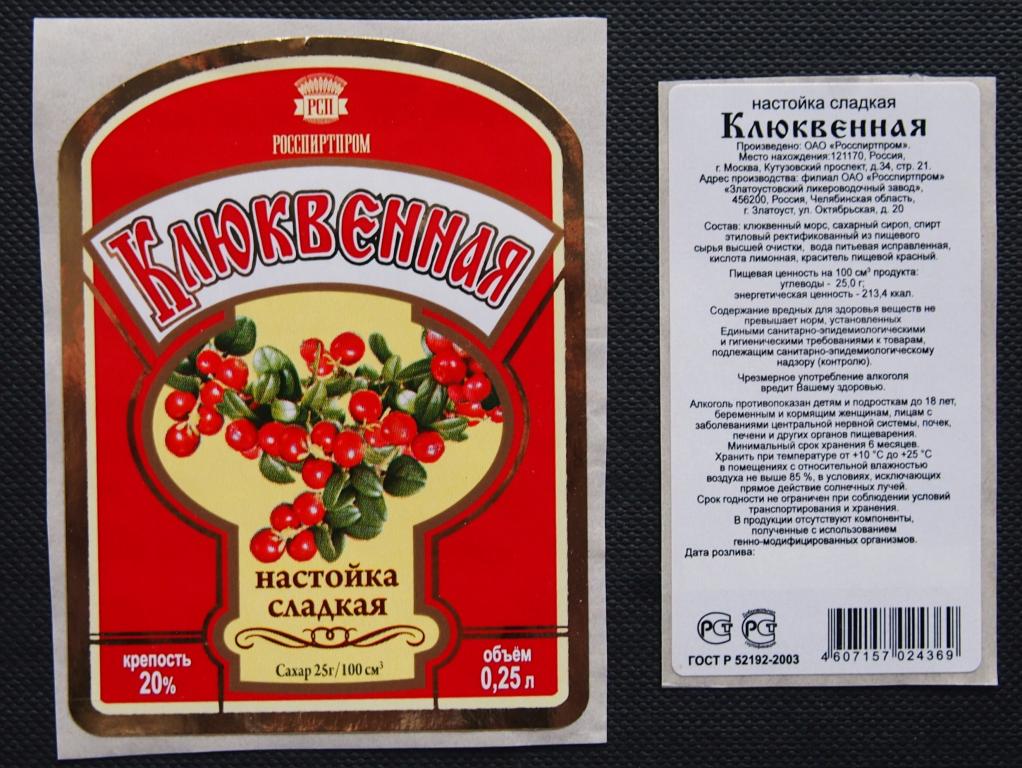 РСП
РОССПИРТПРОМ
Клюквенная
настойка
сладкая
Сахар 25г/100 см³
крепость
20%
объём
0,25 л
настойка сладкая
Клюквенная
Произведено: ОАО «Росспиртпром».
Место нахождения:121170, Россия,
г. Москва, Кутузовский проспект, д.34, стр. 21.
Адрес производства: филиал ОАО «Росспиртпром»
«Златоустовский ликероводочный завод»,
456200, Россия, Челябинская область,
г. Златоуст, ул. Октябрьская, д. 20
Состав: клюквенный морс, сахарный сироп, спирт
этиловый ректификованный из пищевого
сырья высшей очистки, вода питьевая исправленная,
кислота лимонная, краситель пищевой красный.
Пищевая ценность на 100 см³ продукта:
углеводы - 25,0 г;
энергетическая ценность - 213,4 ккал.
Содержание вредных для здоровья веществ не
превышает норм, установленных
Едиными санитарно-эпидемиологическими
и гигиеническими требованиями к товарам,
подлежащим санитарно-эпидемиологическому
надзору (контролю).
Чрезмерное употребление алкоголя
вредит Вашему здоровью.
Алкоголь противопоказан детям и подросткам до 18 лет,
беременным и кормящим женщинам, лицам с
заболеваниями центральной нервной системы, почек,
печени и других органов пищеварения.
Минимальный срок хранения 6 месяцев.
Хранить при температуре от +10 °С до +25 °С
в помещениях с относительной влажностью
воздуха не выше 85 %, в условиях, исключающих
прямое действие солнечных лучей.
Срок годности не ограничен при соблюдении условий
транспортирования и хранения.
В продукции отсутствуют компоненты,
полученные с использованием
генно-модифицированных организмов.
Дата розлива:
РСТ
РСТ
ГОСТ Р 52192-2003
4 607157 024369